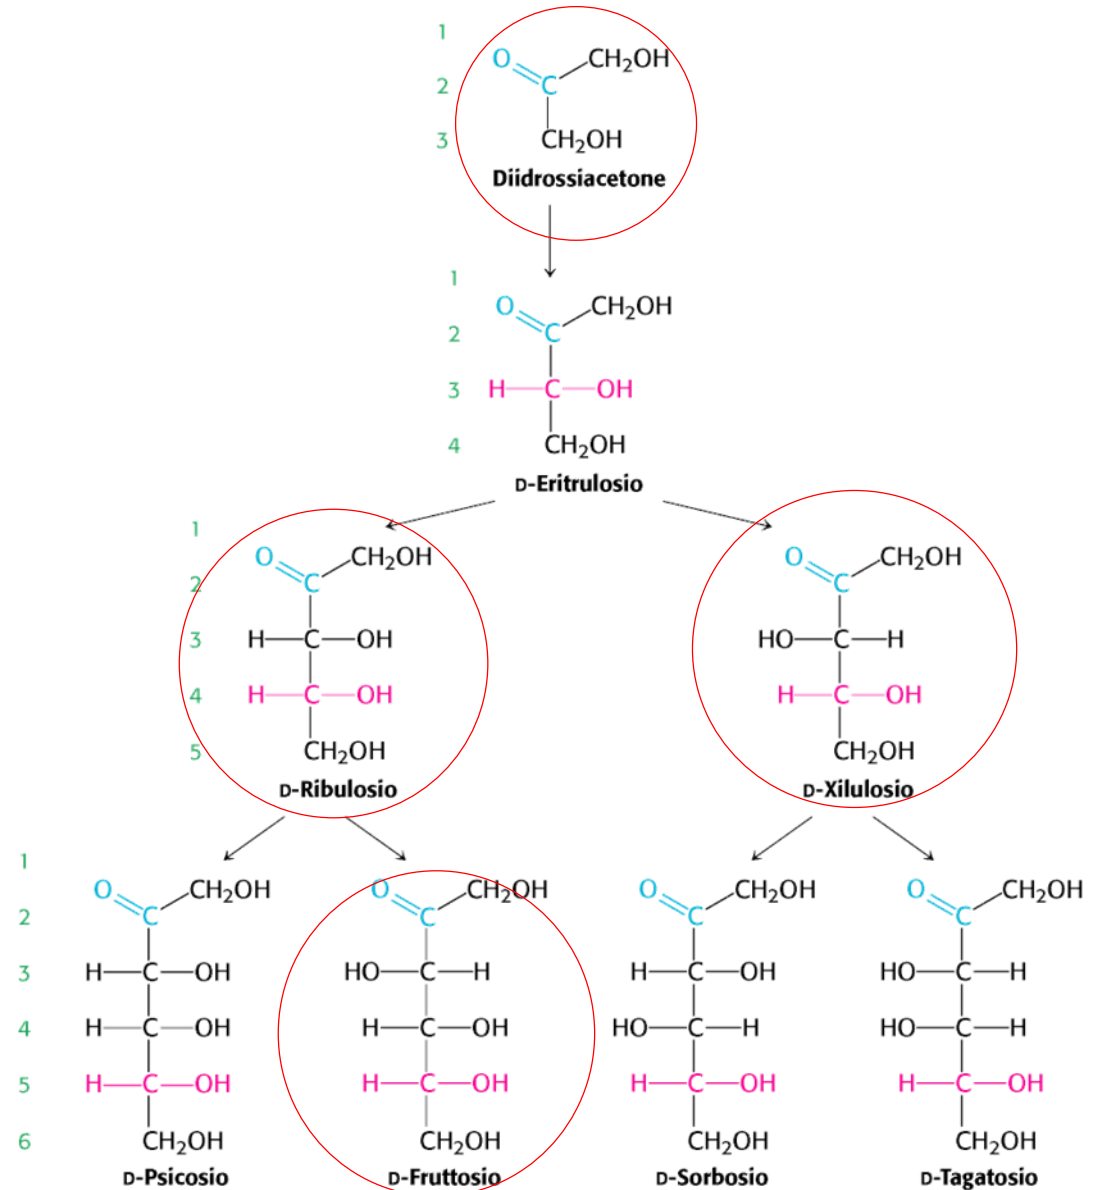 1
O CH₂OH
2 C
3 CH₂OH
Diidrossiacetone
1
O CH₂OH
2 C
3 H C OH
4 CH₂OH
D-Eritrulosio
1
O CH₂OH O CH₂OH
2 C C
3 H C OH HO C H
4 H C OH H C OH
5 CH₂OH CH₂OH
D-Ribulosio D-Xilulosio
1
O CH₂OH O CH₂OH O CH₂OH O CH₂OH
2 C C C C
3 H C OH HO C H H C OH HO C H
4 H C OH H C OH HO C H HO C H
5 H C OH H C OH H C OH H C OH
6 CH₂OH CH₂OH CH₂OH CH₂OH
D-Psicosio D-Fruttosio D-Sorbosio D-Tagatosio